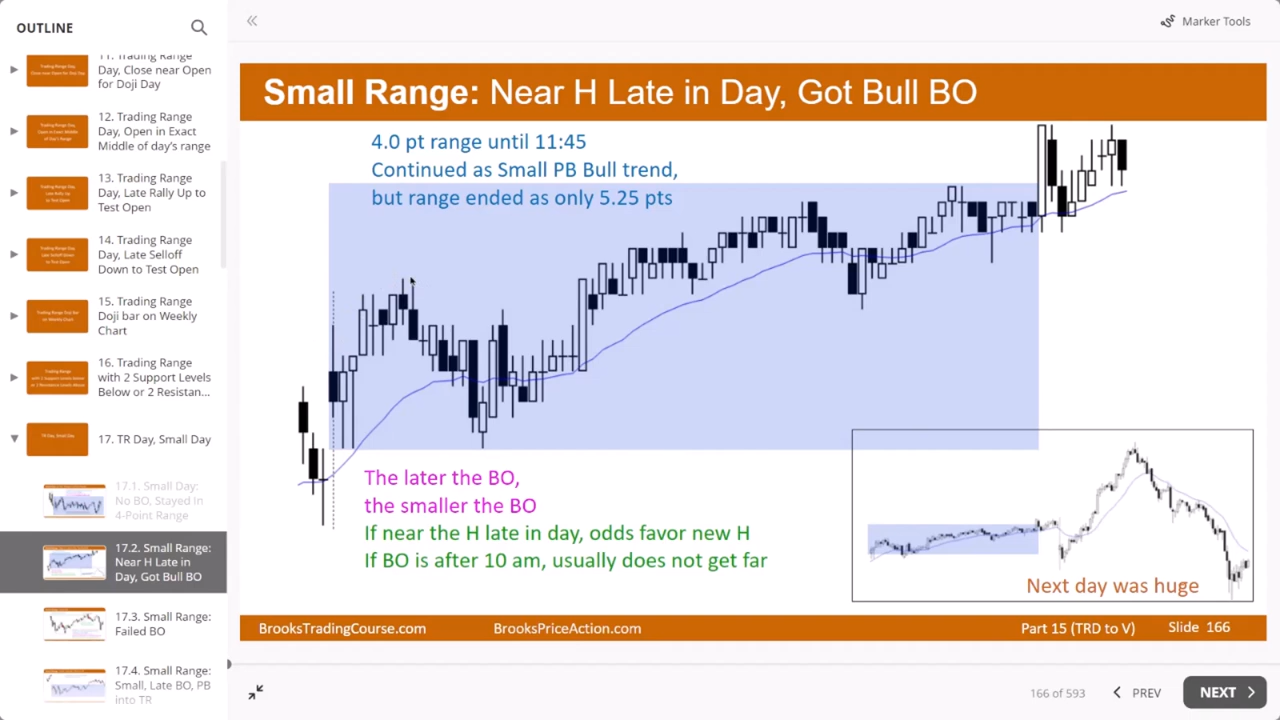 OUTLINE
11. Trading Range
Day, Close near Open
for Doji Day
12. Trading Range
Day, Open in Exact
Middle of day's range
13. Trading Range
Day, Late Rally Up to
Test Open
14. Trading Range
Day, Late Selloff
Down to Test Open
15. Trading Range
Doji bar on Weekly
Chart
16. Trading Range
with 2 Support Levels
Below or 2 Resistan...
17. TR Day, Small Day
17.1. Small Day:
No BO, Stayed In
4-Point Range
17.2. Small Range:
Near H Late in
Day, Got Bull BO
17.3. Small Range:
Failed BO
17.4. Small Range:
Small, Late BO, PB
into TR
Marker Tools
Small Range: Near H Late in Day, Got Bull BO
4.0 pt range until 11:45
Continued as Small PB Bull trend,
but range ended as only 5.25 pts
The later the BO,
the smaller the BO
If near the H late in day, odds favor new H
If BO is after 10 am, usually does not get far
Next day was huge
BrooksTradingCourse.com
BrooksPriceAction.com
Part 15 (TRD to V)
Slide 166
166 of 593
PREV
NEXT